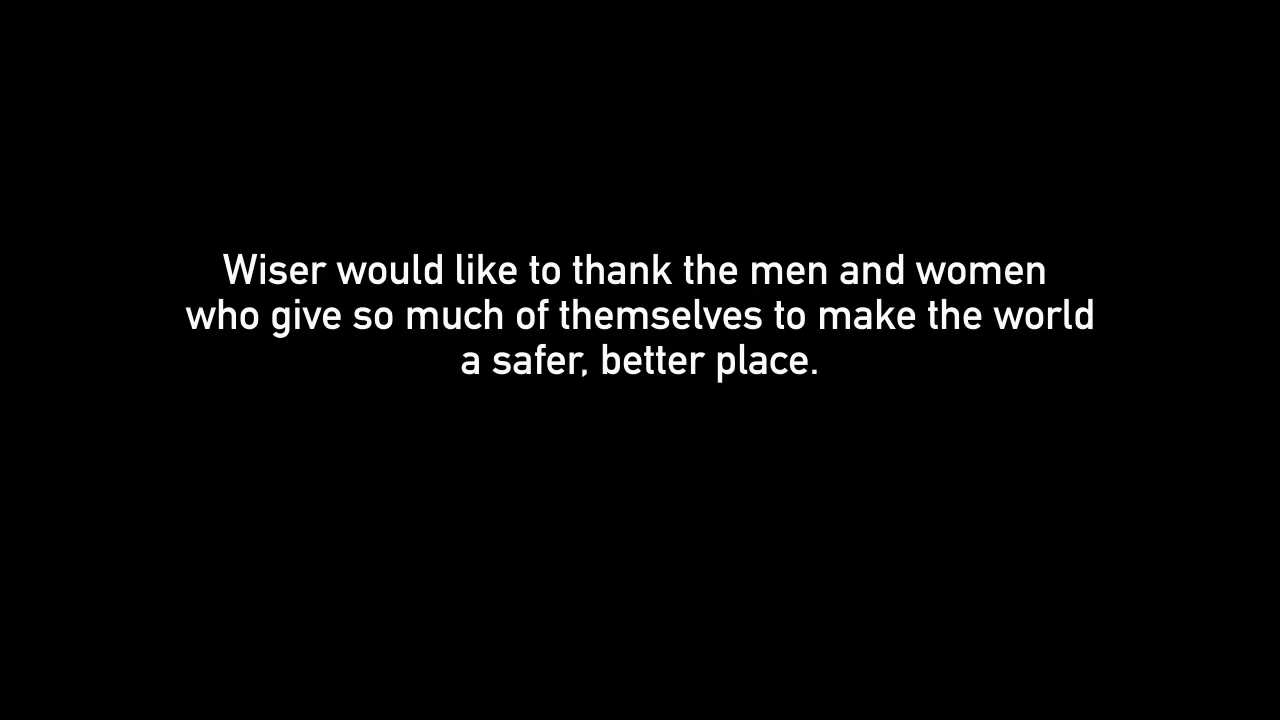 Wiser would like to thank the men and women
who give so much of themselves to make the world
a safer, better place.